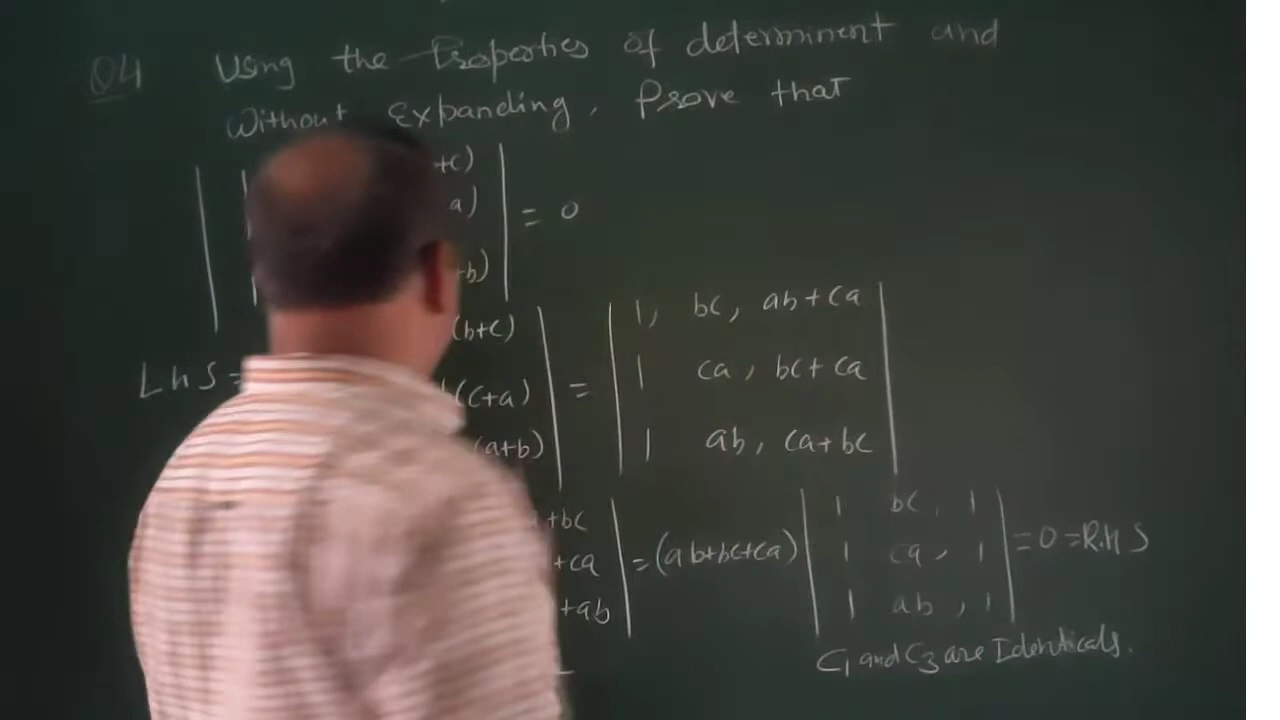 Q4 Using the Properties of determinent and
Without Expanding, Prove that
+c)
a) = 0
+b)
(b+c) 1, bc, ab+ca
LHS = (c+a) = 1 ca, bc+ca
(a+b) 1 ab, ca+bc
+bc 1 bc, 1
+ca = (ab+bc+ca) 1 ca, 1 = 0 = R.H.S
+ab 1 ab, 1
C1 and C3 are Identicals.